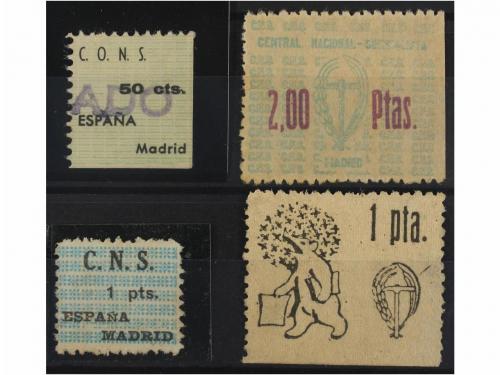 C. O. N. S.
50 cts.
ADO
ESPAÑA
Madrid
CENTRAL NACIONAL-SINDICALISTA
2,00 Ptas.
MADRID
C. N. S.
1 pts.
ESPAÑA
MADRID
1 pta.